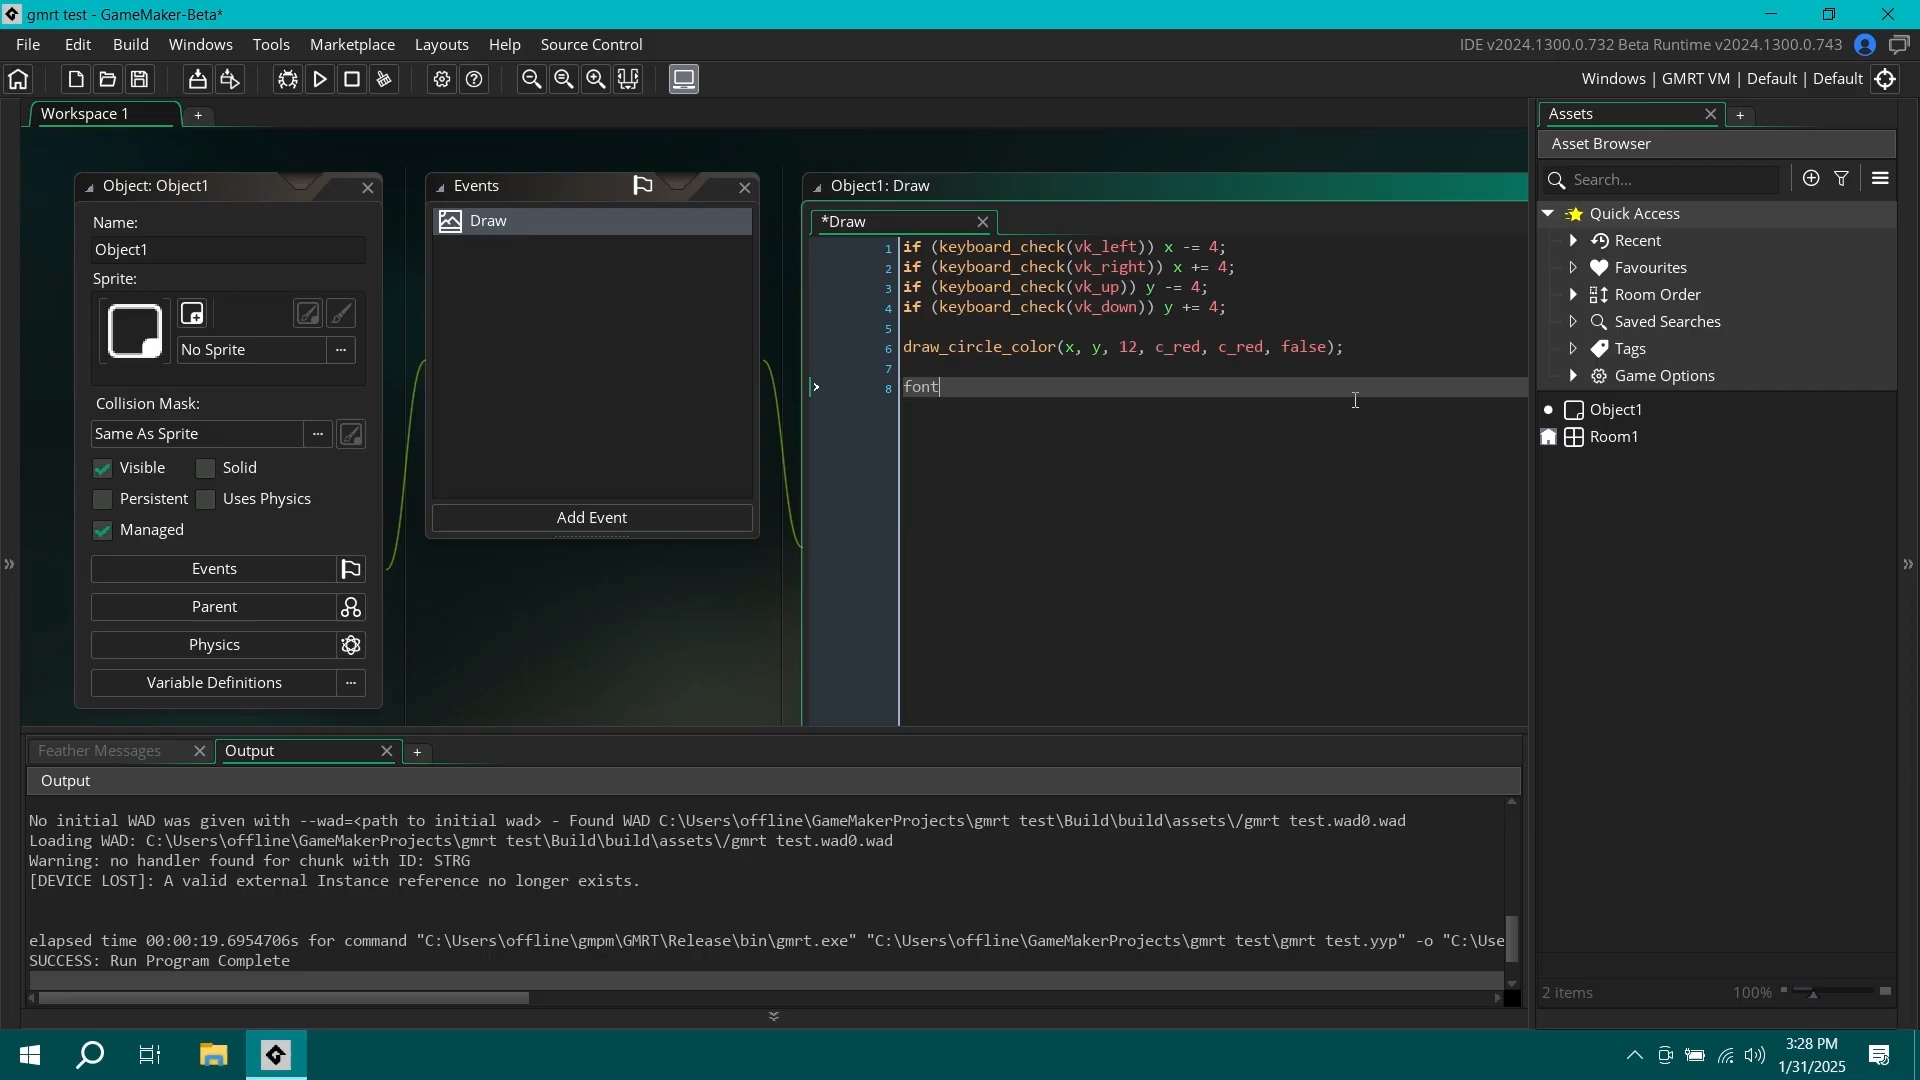 gmrt test - GameMaker-Beta*
File Edit Build Windows Tools Marketplace Layouts Help Source Control
IDE v2024.1300.0.732 Beta Runtime v2024.1300.0.743
Windows | GMRT VM | Default | Default
Workspace 1
Object: Object1
Name:
Object1
Sprite:
No Sprite
Collision Mask:
Same As Sprite
Visible Solid
Persistent Uses Physics
Managed
Events
Parent
Physics
Variable Definitions
Events
Draw
Add Event
Object1: Draw
*Draw
1 if (keyboard_check(vk_left)) x -= 4;
2 if (keyboard_check(vk_right)) x += 4;
3 if (keyboard_check(vk_up)) y -= 4;
4 if (keyboard_check(vk_down)) y += 4;
5
6 draw_circle_color(x, y, 12, c_red, c_red, false);
7
8 font
Assets
Asset Browser
Search...
Quick Access
Recent
Favourites
Room Order
Saved Searches
Tags
Game Options
Object1
Room1
2 items 100%
Feather Messages Output
Output
No initial WAD was given with --wad=<path to initial wad> - Found WAD C:\Users\offline\GameMakerProjects\gmrt test\Build\build\assets\/gmrt test.wad0.wad
Loading WAD: C:\Users\offline\GameMakerProjects\gmrt test\Build\build\assets\/gmrt test.wad0.wad
Warning: no handler found for chunk with ID: STRG
[DEVICE LOST]: A valid external Instance reference no longer exists.
elapsed time 00:00:19.6954706s for command "C:\Users\offline\gmpm\GMRT\Release\bin\gmrt.exe" "C:\Users\offline\GameMakerProjects\gmrt test\gmrt test.yyp" -o "C:\Use
SUCCESS: Run Program Complete
3:28 PM
1/31/2025